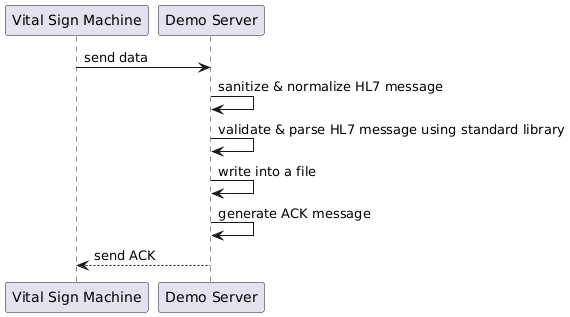 Vital Sign Machine
Demo Server
send data
sanitize & normalize HL7 message
validate & parse HL7 message using standard library
write into a file
generate ACK message
send ACK
Vital Sign Machine
Demo Server